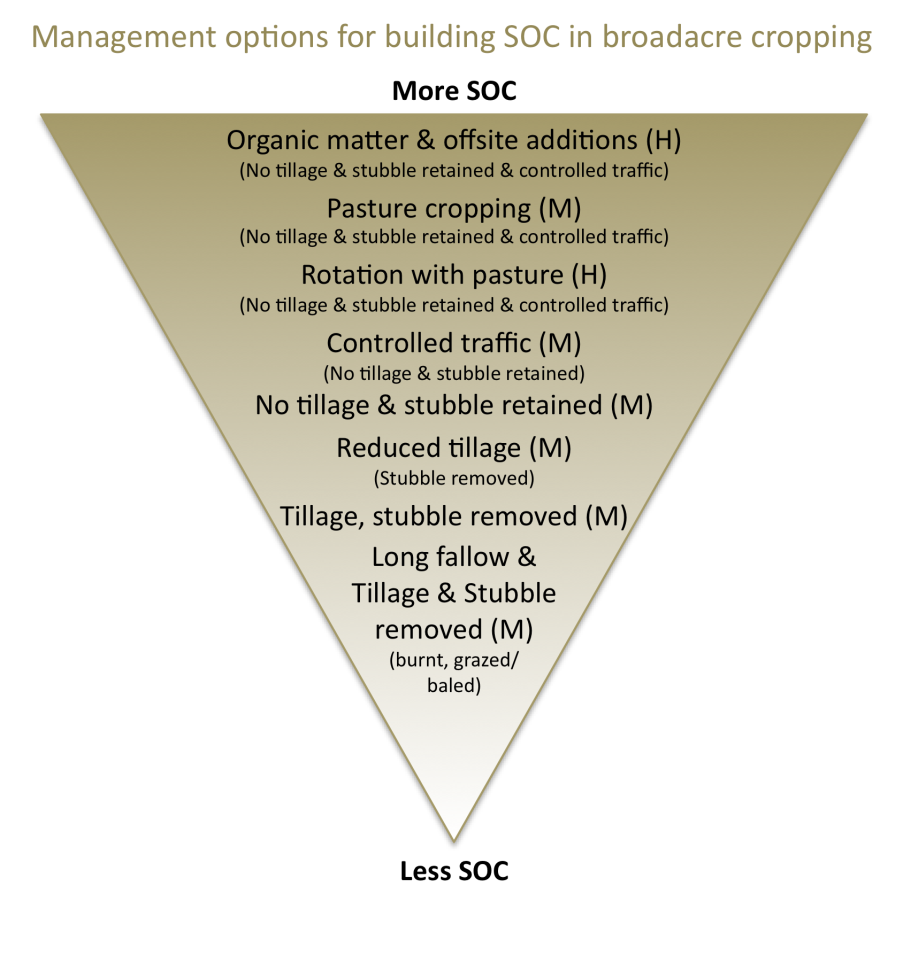 Management options for building SOC in broadacre cropping
More SOC
Organic matter & offsite additions (H)
(No tillage & stubble retained & controlled traffic)
Pasture cropping (M)
(No tillage & stubble retained & controlled traffic)
Rotation with pasture (H)
(No tillage & stubble retained & controlled traffic)
Controlled traffic (M)
(No tillage & stubble retained)
No tillage & stubble retained (M)
Reduced tillage (M)
(Stubble removed)
Tillage, stubble removed (M)
Long fallow &
Tillage & Stubble
removed (M)
(burnt, grazed/
baled)
Less SOC